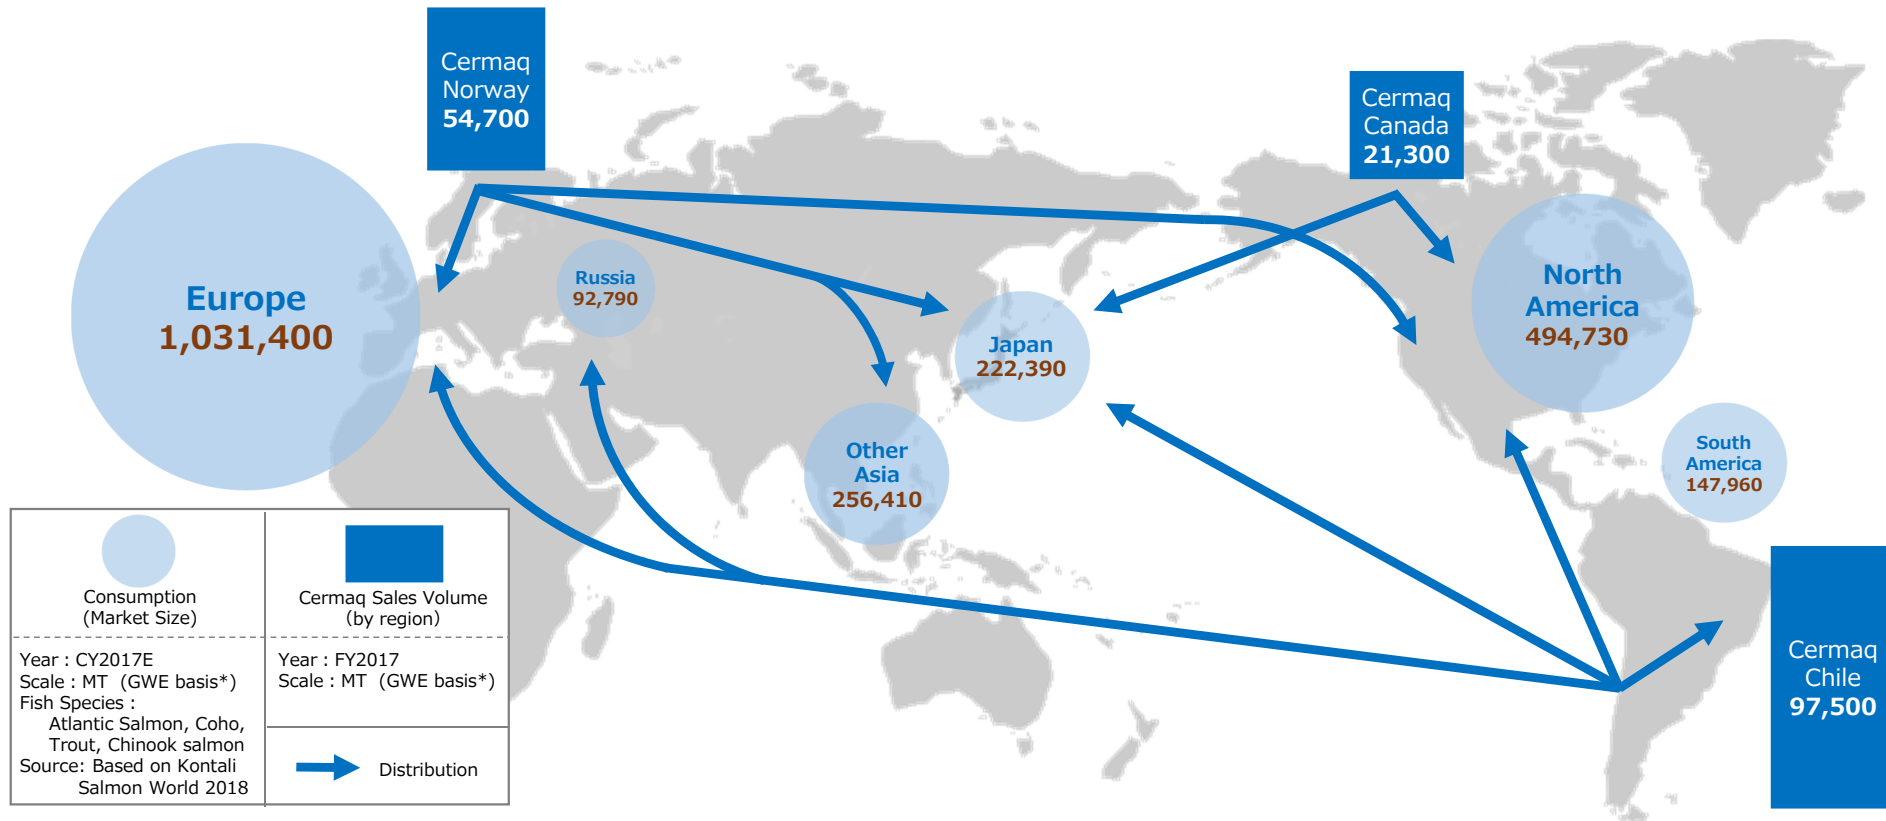 Cermaq
Norway
54,700
Cermaq
Canada
21,300
Europe
1,031,400
Russia
92,790
Japan
222,390
North
America
494,730
Other
Asia
256,410
South
America
147,960
Cermaq
Chile
97,500
Consumption
(Market Size)
Year : CY2017E
Scale : MT (GWE basis*)
Fish Species :
Atlantic Salmon, Coho,
Trout, Chinook salmon
Source: Based on Kontali
Salmon World 2018
Cermaq Sales Volume
(by region)
Year : FY2017
Scale : MT (GWE basis*)
Distribution